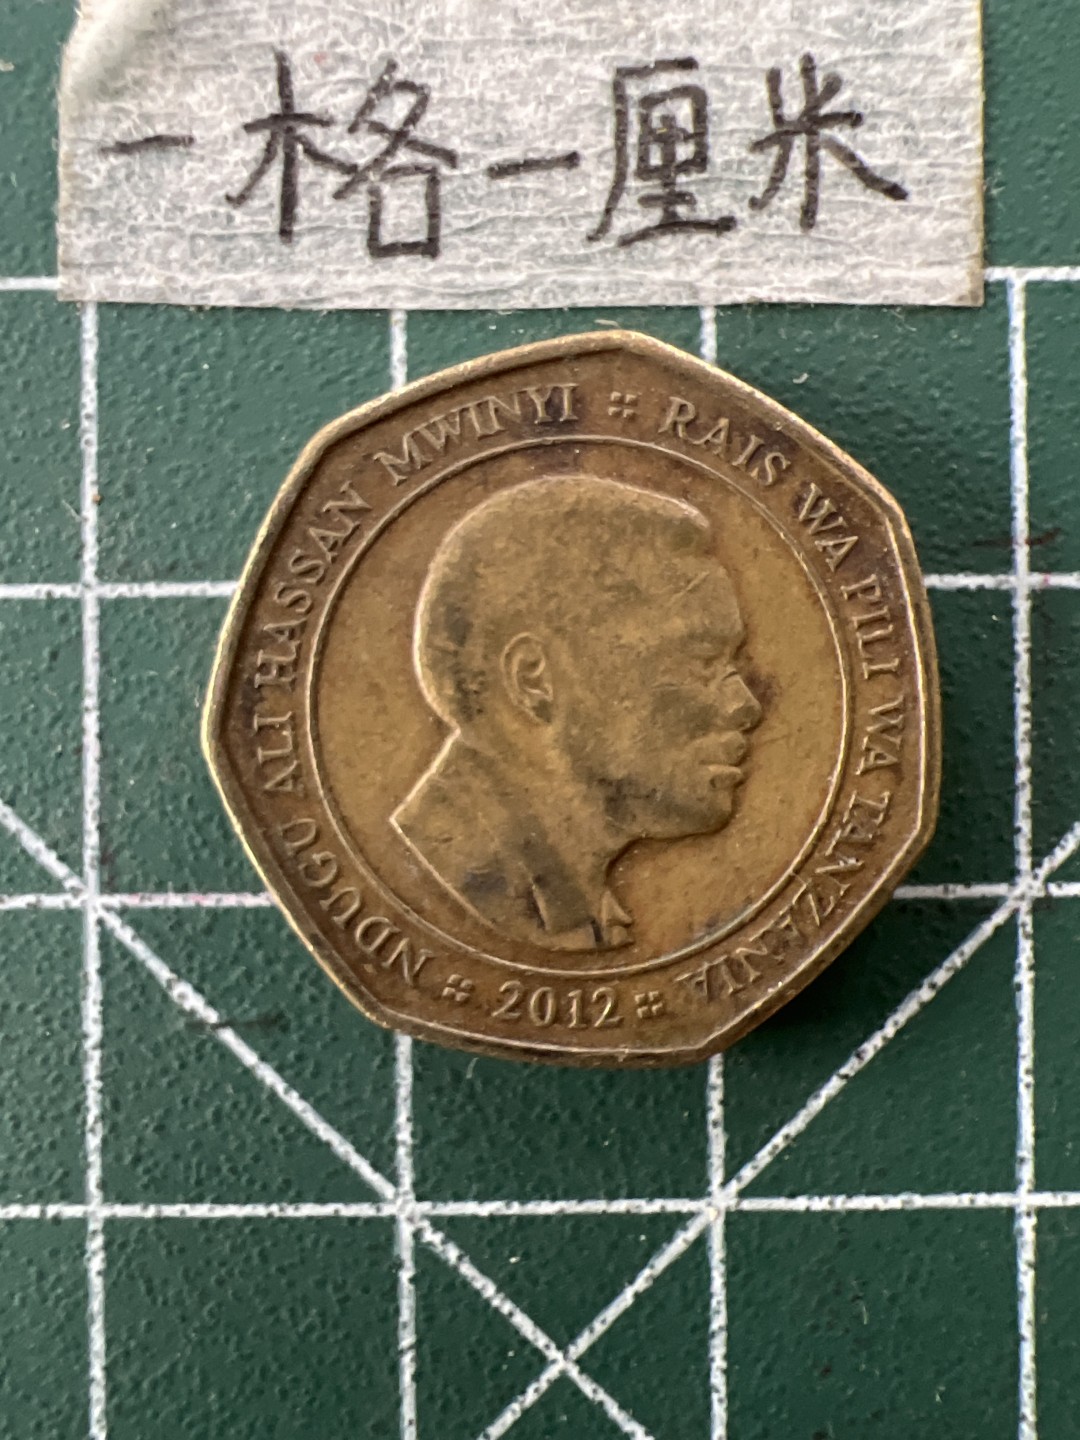 一格一厘米
NDUGU ALI HASSAN MWINYI
RAIS WA PILI WA TANZANIA
2012